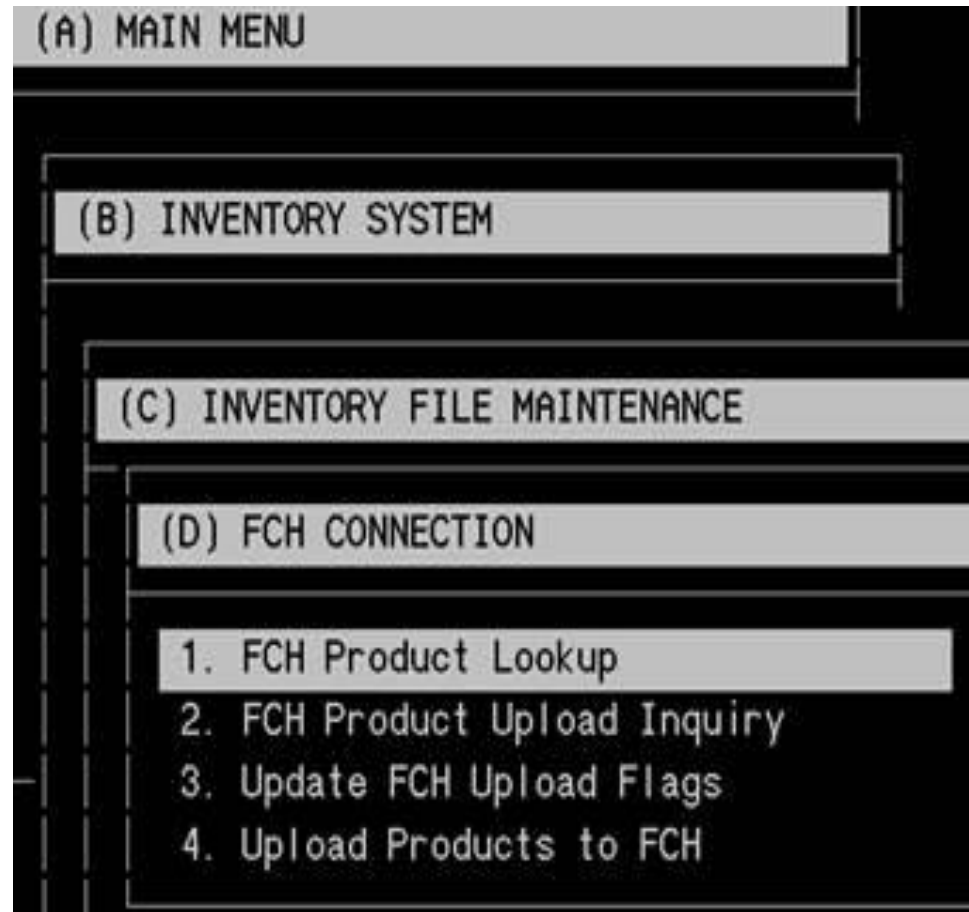 (A) MAIN MENU
(B) INVENTORY SYSTEM
(C) INVENTORY FILE MAINTENANCE
(D) FCH CONNECTION
1. FCH Product Lookup
2. FCH Product Upload Inquiry
3. Update FCH Upload Flags
4. Upload Products to FCH